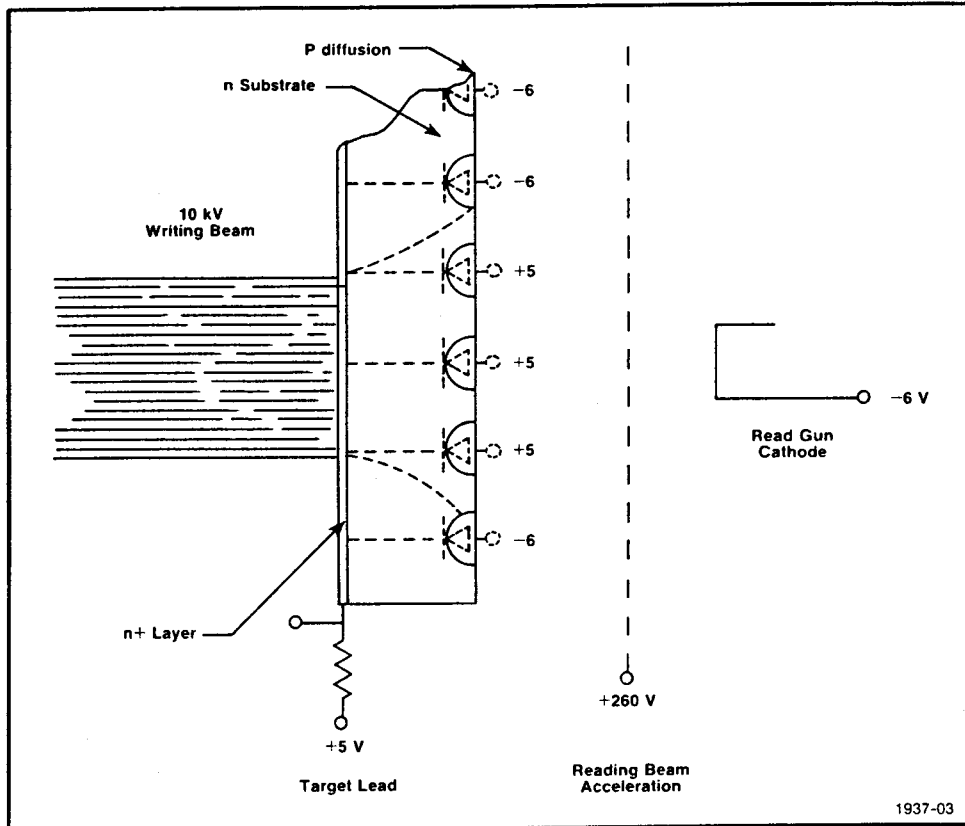 P diffusion
n Substrate
-6
-6
10 kV
Writing Beam
+5
+5
-6 V
Read Gun
Cathode
+5
-6
n+ Layer
+260 V
+5 V
Target Lead
Reading Beam
Acceleration
1937-03